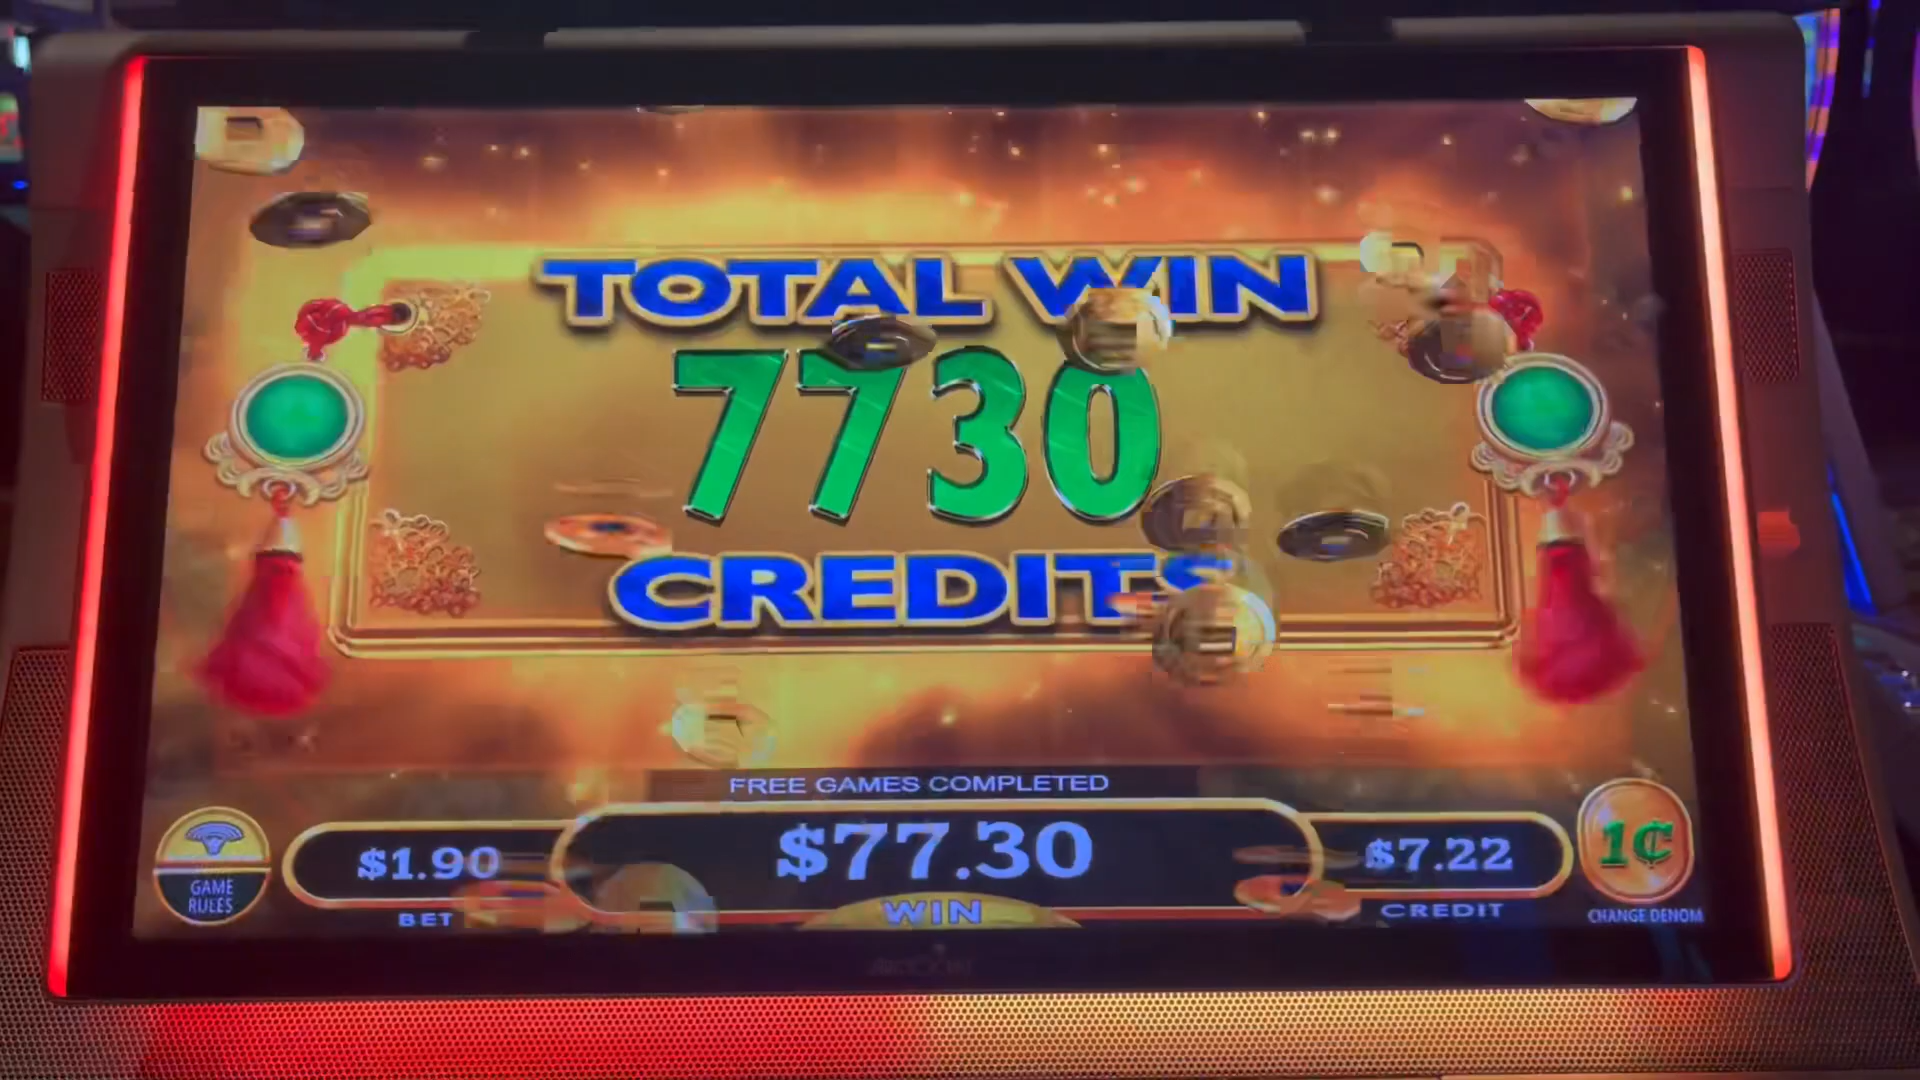 TOTAL WIN
7730
CREDITS
FREE GAMES COMPLETED
GAME
RULES
$1.90
BET
$77.30
WIN
$7.22
CREDIT
1¢
CHANGE DENOM